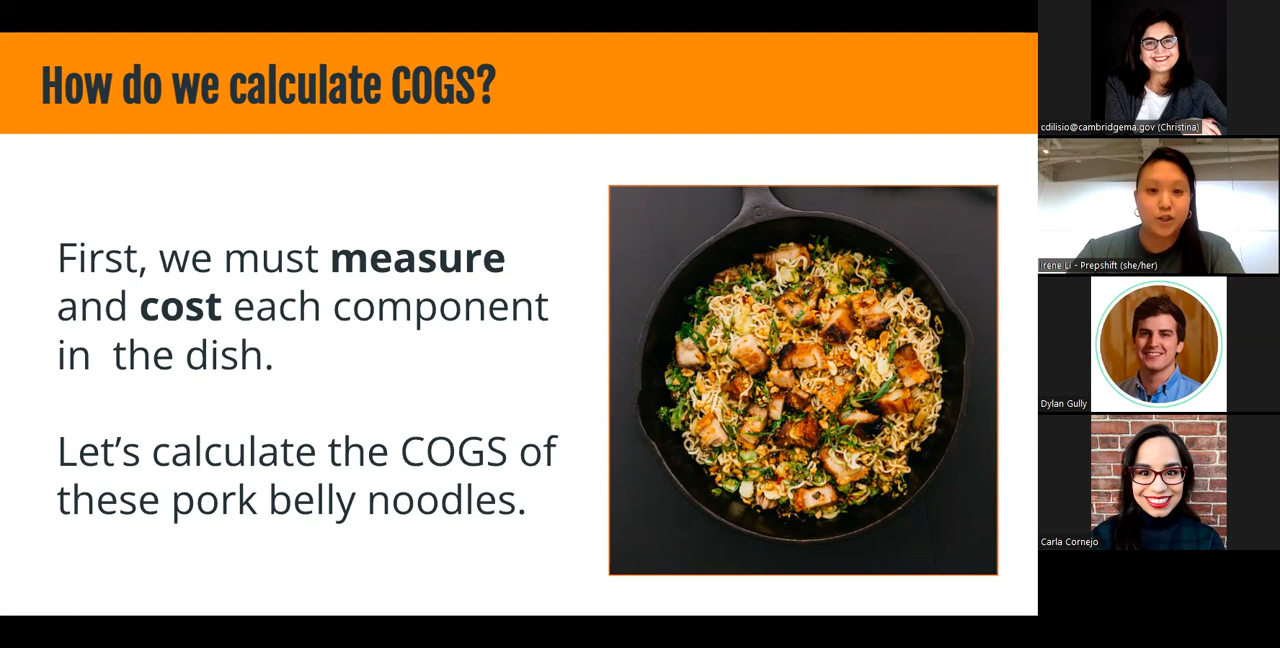 How do we calculate COGS?
First, we must measure
and cost each component
in  the dish.
Let’s calculate the COGS of
these pork belly noodles.
cdilisio@cambridgema.gov (Christina)
Irene Li - Prepshift (she/her)
Dylan Gully
Carla Cornejo